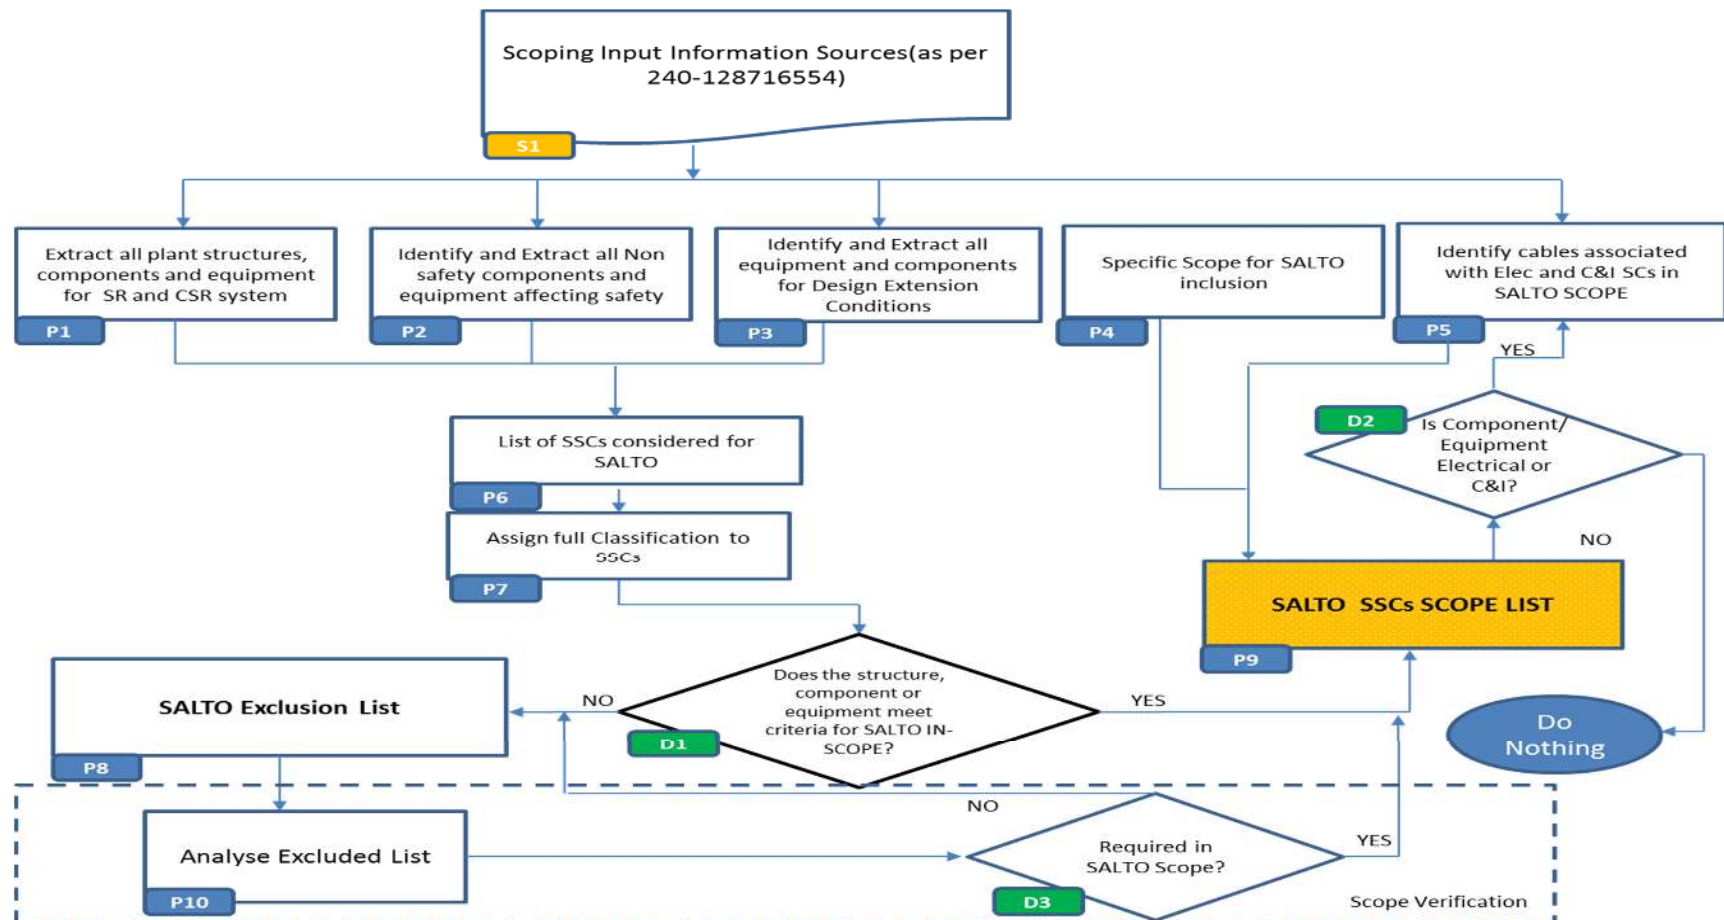 Scoping Input Information Sources(as per
240-128716554)
S1
Extract all plant structures,
components and equipment
for SR and CSR system
P1
Identify and Extract all Non
safety components and
equipment affecting safety
P2
Identify and Extract all
equipment and components
for Design Extension
Conditions
P3
Specific Scope for SALTO
inclusion
P4
Identify cables associated
with Elec and C&I SCs in
SALTO SCOPE
P5
YES
D2
Is Component/
Equipment
Electrical or
C&I?
List of SSCs considered for
SALTO
P6
Assign full Classification to
SSCs
P7
NO
SALTO SSCs SCOPE LIST
P9
SALTO Exclusion List
P8
NO
Does the structure,
component or
equipment meet
criteria for SALTO IN-
SCOPE?
D1
YES
Do
Nothing
NO
Analyse Excluded List
P10
Required in
SALTO Scope?
D3
YES
Scope Verification